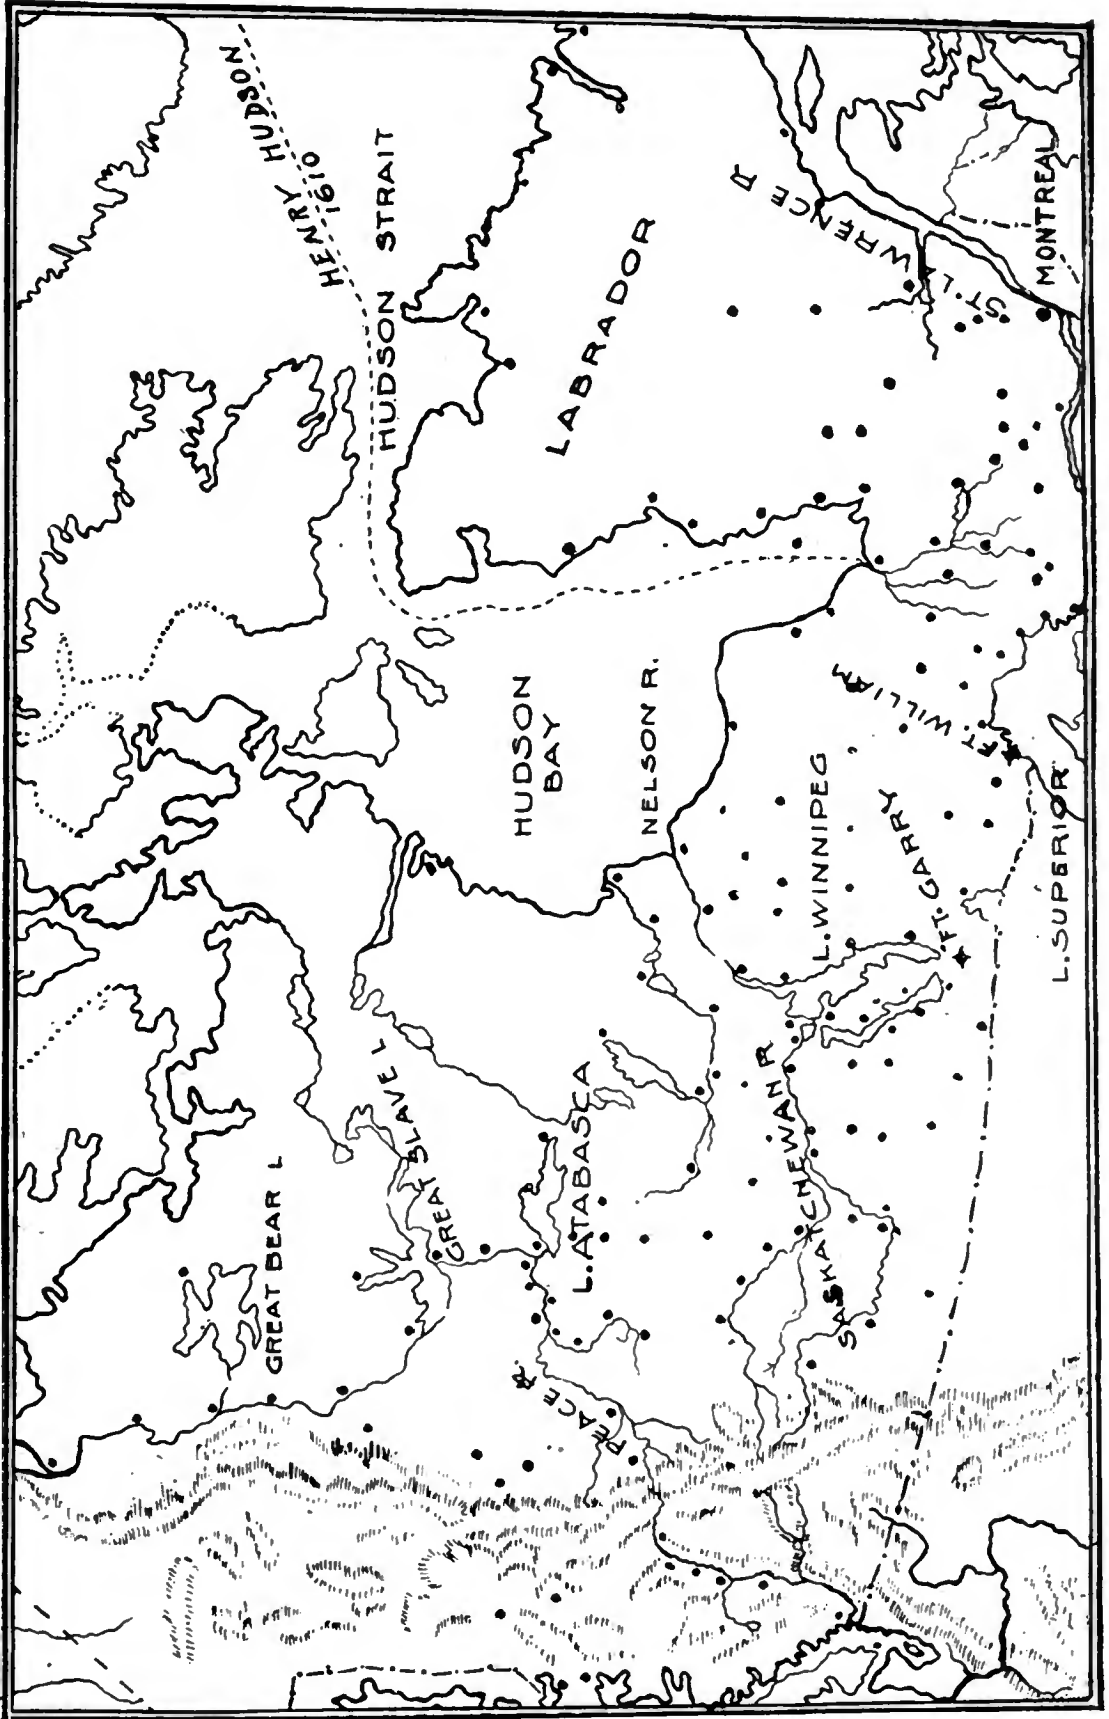 HENRY HUDSON
1610
HUDSON STRAIT
LABRADOR
ST. LAWRENCE R
MONTREAL
HUDSON
BAY
NELSON R.
FT. WILLIAM
L. WINNIPEG
FT. GARRY
L. SUPERIOR
GREAT BEAR L
GREAT SLAVE L
L. ATABASCA
PEACE R.
SASKATCHEWAN R